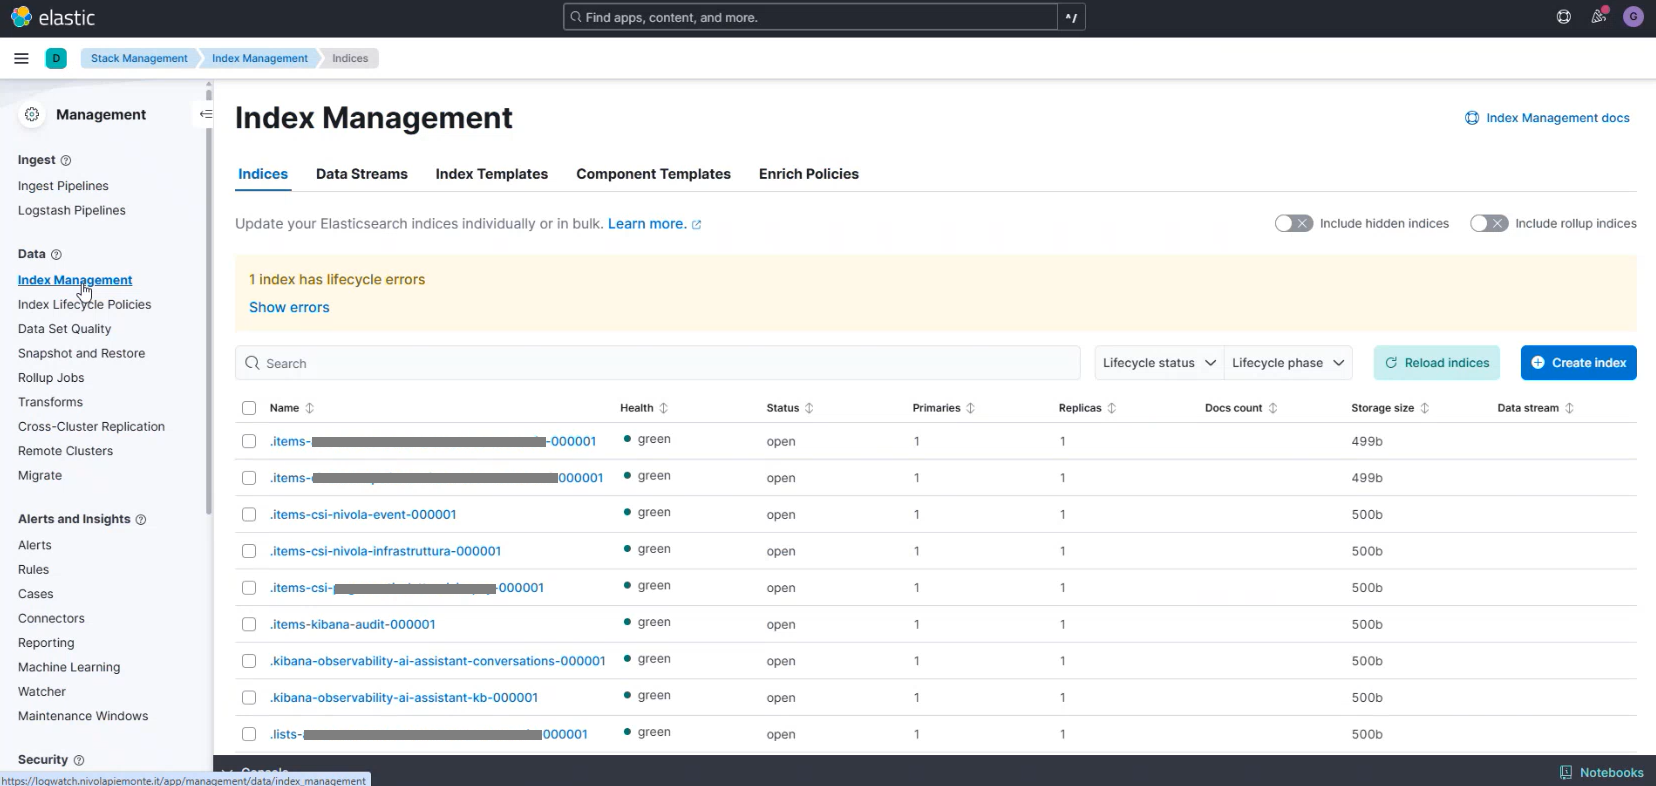 elastic
Find apps, content, and more.
^/
G
D
Stack Management
Index Management
Indices
Management
Ingest
Ingest Pipelines
Logstash Pipelines
Data
Index Management
Index Lifecycle Policies
Data Set Quality
Snapshot and Restore
Rollup Jobs
Transforms
Cross-Cluster Replication
Remote Clusters
Migrate
Alerts and Insights
Alerts
Rules
Cases
Connectors
Reporting
Machine Learning
Watcher
Maintenance Windows
Security
https://logwatch.nivolapiemonte.it/app/management/data/index_management
Index Management
Index Management docs
Indices Data Streams Index Templates Component Templates Enrich Policies
Update your Elasticsearch indices individually or in bulk. Learn more.
Include hidden indices
Include rollup indices
1 index has lifecycle errors
Show errors
Search
Lifecycle status
Lifecycle phase
Reload indices
Create index
Name Health Status Primaries Replicas Docs count Storage size Data stream
.items- -000001 green open 1 1 499b
.items- 000001 green open 1 1 499b
.items-csi-nivola-event-000001 green open 1 1 500b
.items-csi-nivola-infrastruttura-000001 green open 1 1 500b
.items-csi- -000001 green open 1 1 500b
.items-kibana-audit-000001 green open 1 1 500b
.kibana-observability-ai-assistant-conversations-000001 green open 1 1 500b
.kibana-observability-ai-assistant-kb-000001 green open 1 1 500b
.lists- 000001 green open 1 1 500b
Console
Notebooks